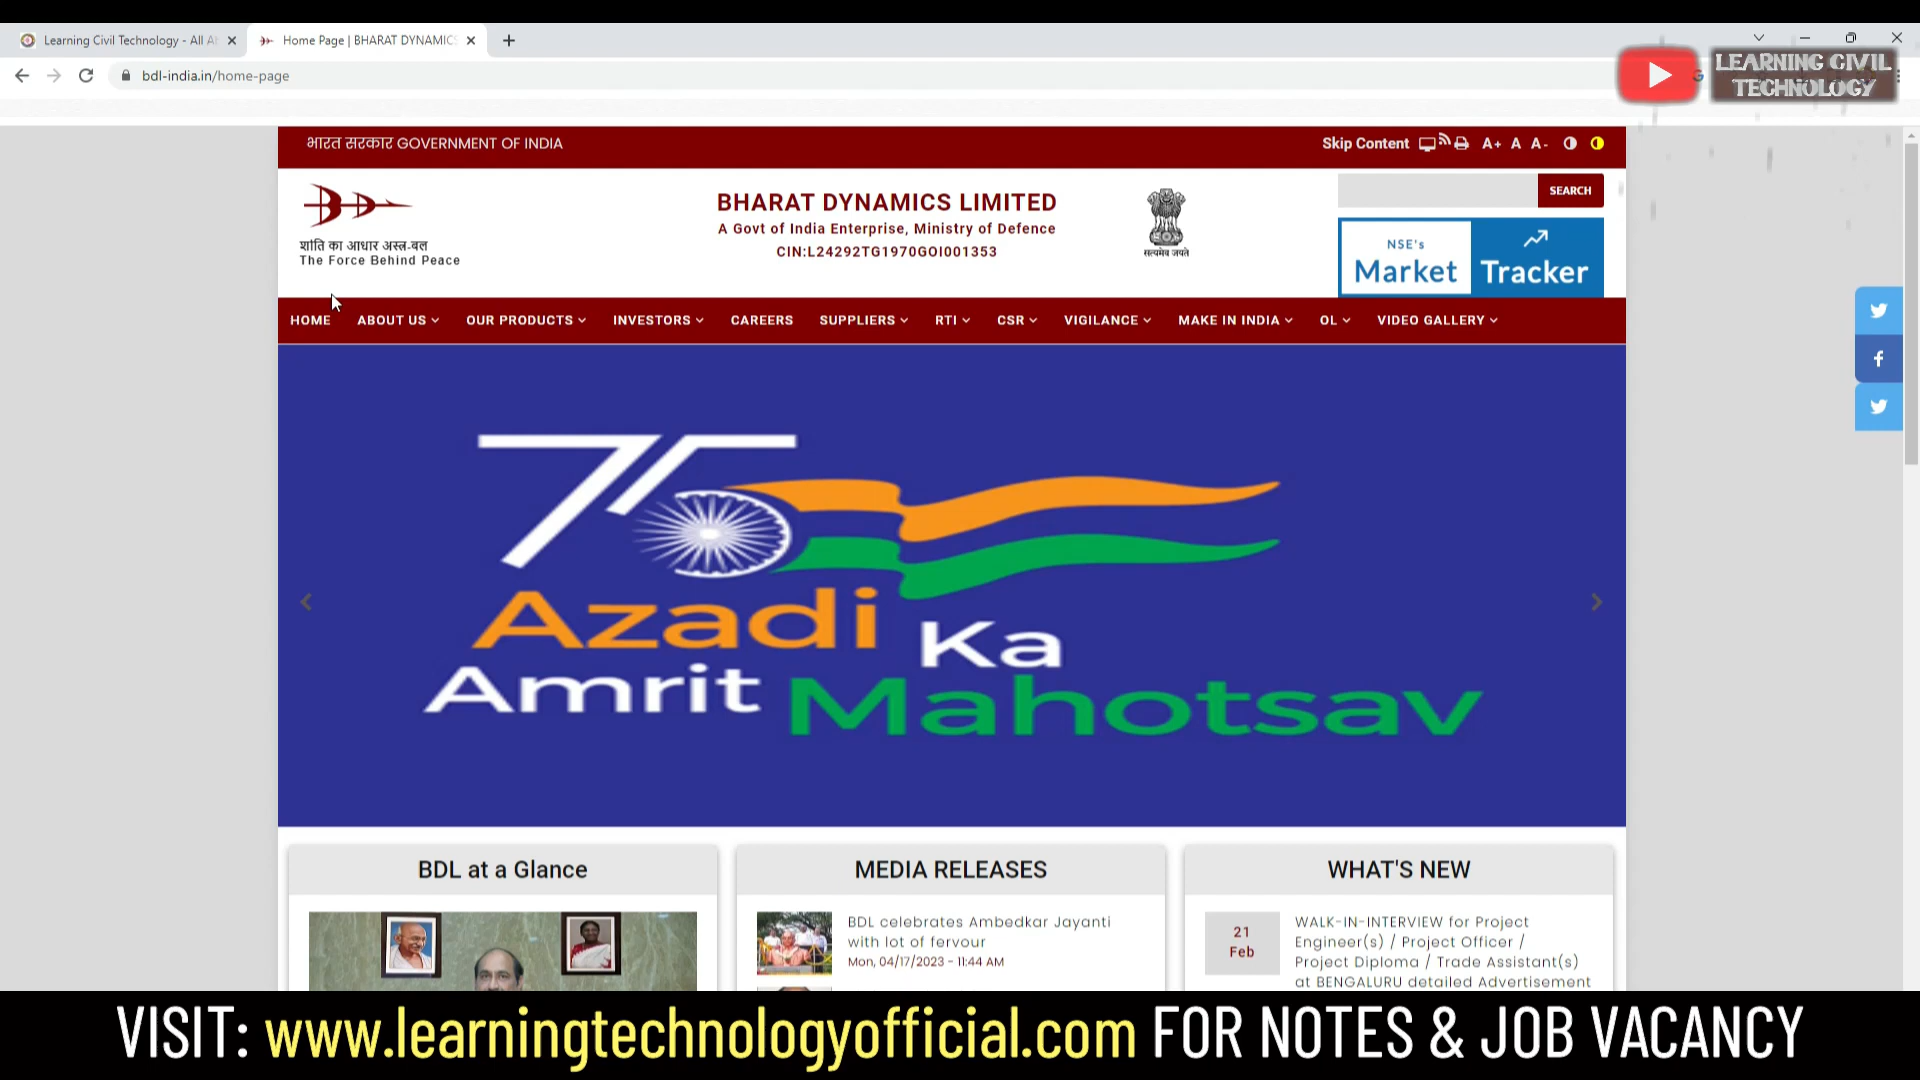 Learning Civil Technology - All A
Home Page | BHARAT DYNAMICS
bdl-india.in/home-page
LEARNING CIVIL
TECHNOLOGY
भारत सरकार GOVERNMENT OF INDIA
Skip Content
A+ A A-
शांति का आधार अस्त्र-बल
The Force Behind Peace
BHARAT DYNAMICS LIMITED
A Govt of India Enterprise, Ministry of Defence
CIN:L24292TG1970GOI001353
सत्यमेव जयते
SEARCH
NSE's
Market Tracker
HOME ABOUT US OUR PRODUCTS INVESTORS CAREERS SUPPLIERS RTI CSR VIGILANCE MAKE IN INDIA OL VIDEO GALLERY
75
Azadi Ka
Amrit Mahotsav
BDL at a Glance
MEDIA RELEASES
BDL celebrates Ambedkar Jayanti
with lot of fervour
Mon, 04/17/2023 - 11:44 AM
WHAT'S NEW
21
Feb
WALK-IN-INTERVIEW for Project
Engineer(s) / Project Officer /
Project Diploma / Trade Assistant(s)
at BENGALURU detailed Advertisement
VISIT: www.learningtechnologyofficial.com FOR NOTES & JOB VACANCY